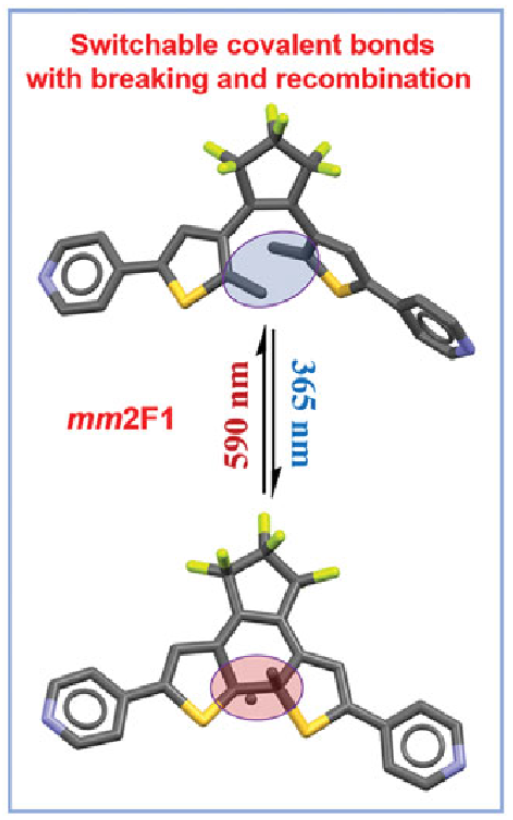 Switchable covalent bonds
with breaking and recombination
mm2F1
590 nm
365 nm